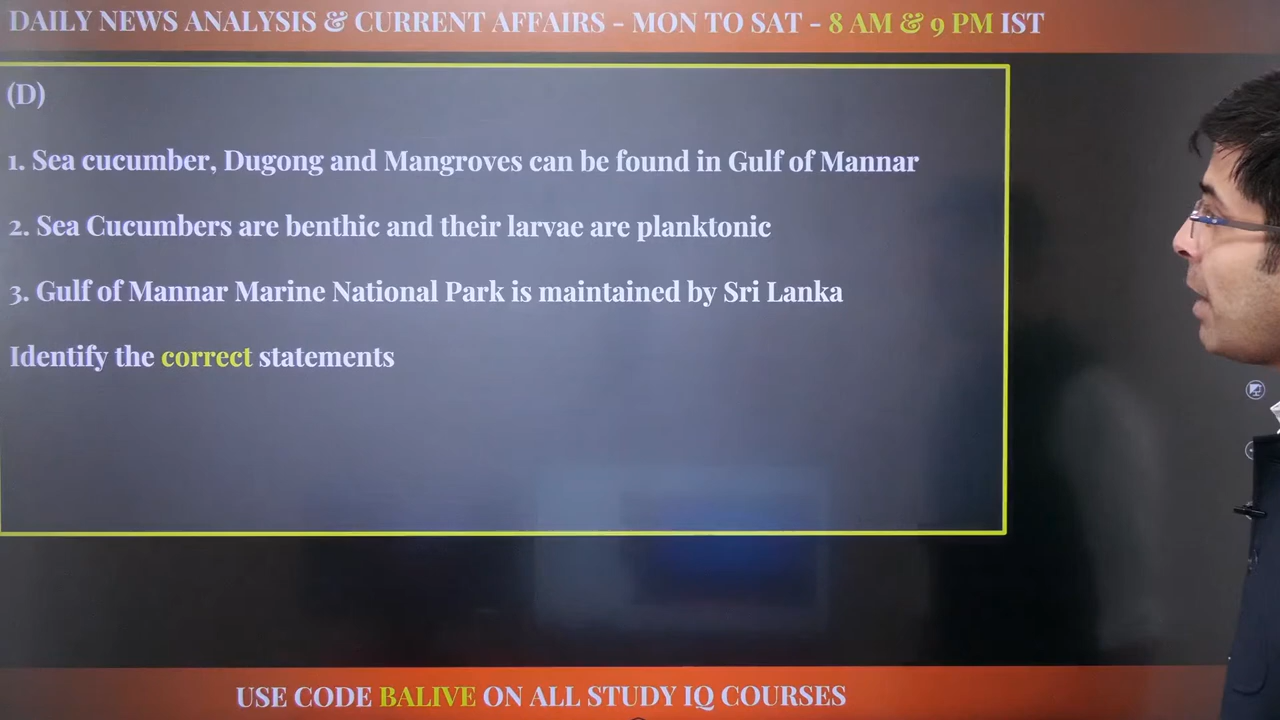 DAILY NEWS ANALYSIS & CURRENT AFFAIRS - MON TO SAT - 8 AM & 9 PM IST
(D)
1. Sea cucumber, Dugong and Mangroves can be found in Gulf of Mannar
2. Sea Cucumbers are benthic and their larvae are planktonic
3. Gulf of Mannar Marine National Park is maintained by Sri Lanka
Identify the correct statements
USE CODE BALIVE ON ALL STUDY IQ COURSES